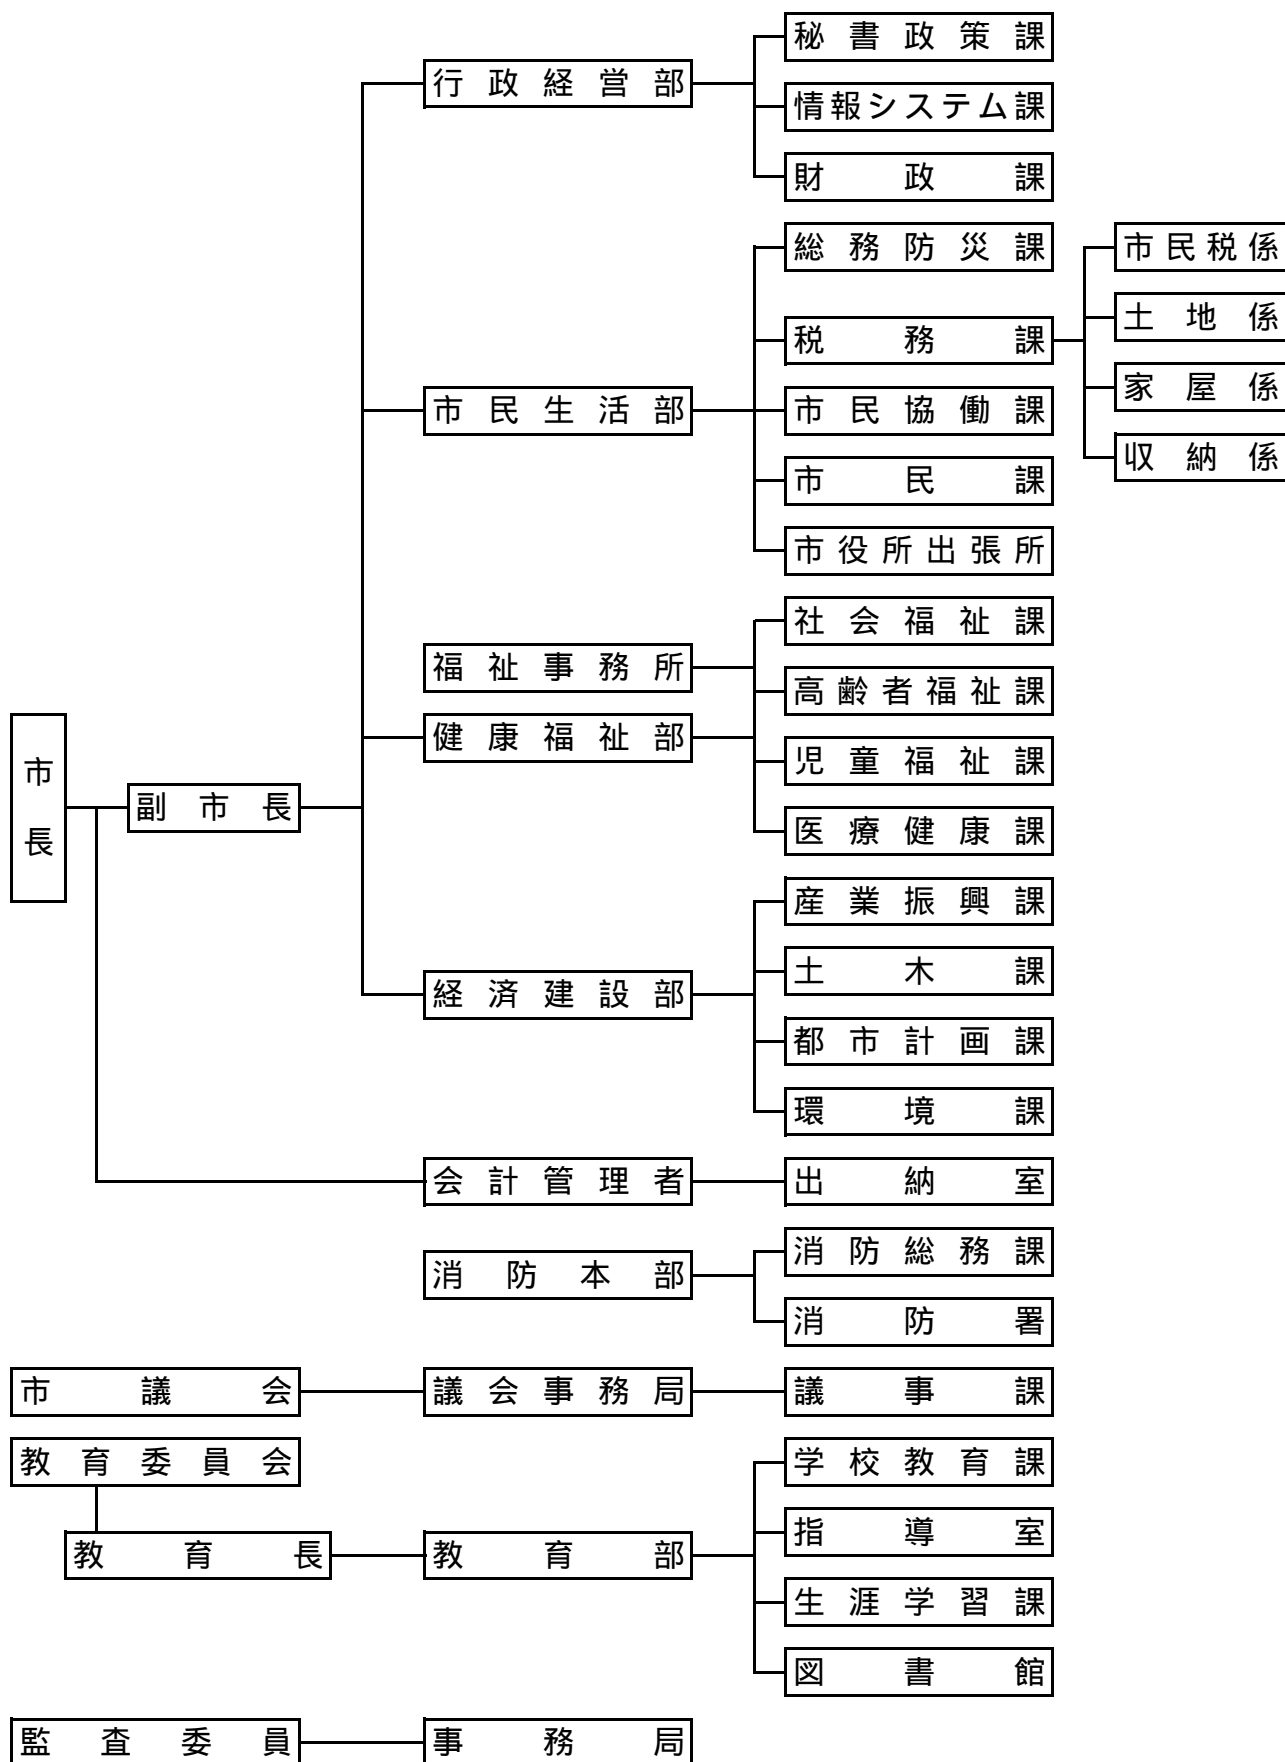 秘書政策課
行政経営部
情報システム課
財政課
総務防災課
市民税係
土地係
税務課
家屋係
市民生活部
市民協働課
収納係
市民課
市役所出張所
社会福祉課
福祉事務所
高齢者福祉課
健康福祉部
児童福祉課
市長
副市長
医療健康課
産業振興課
土木課
経済建設部
都市計画課
環境課
会計管理者
出納室
消防総務課
消防本部
消防署
市議会
議会事務局
議事課
教育委員会
学校教育課
指導室
教育長
教育部
生涯学習課
図書館
監査委員
事務局